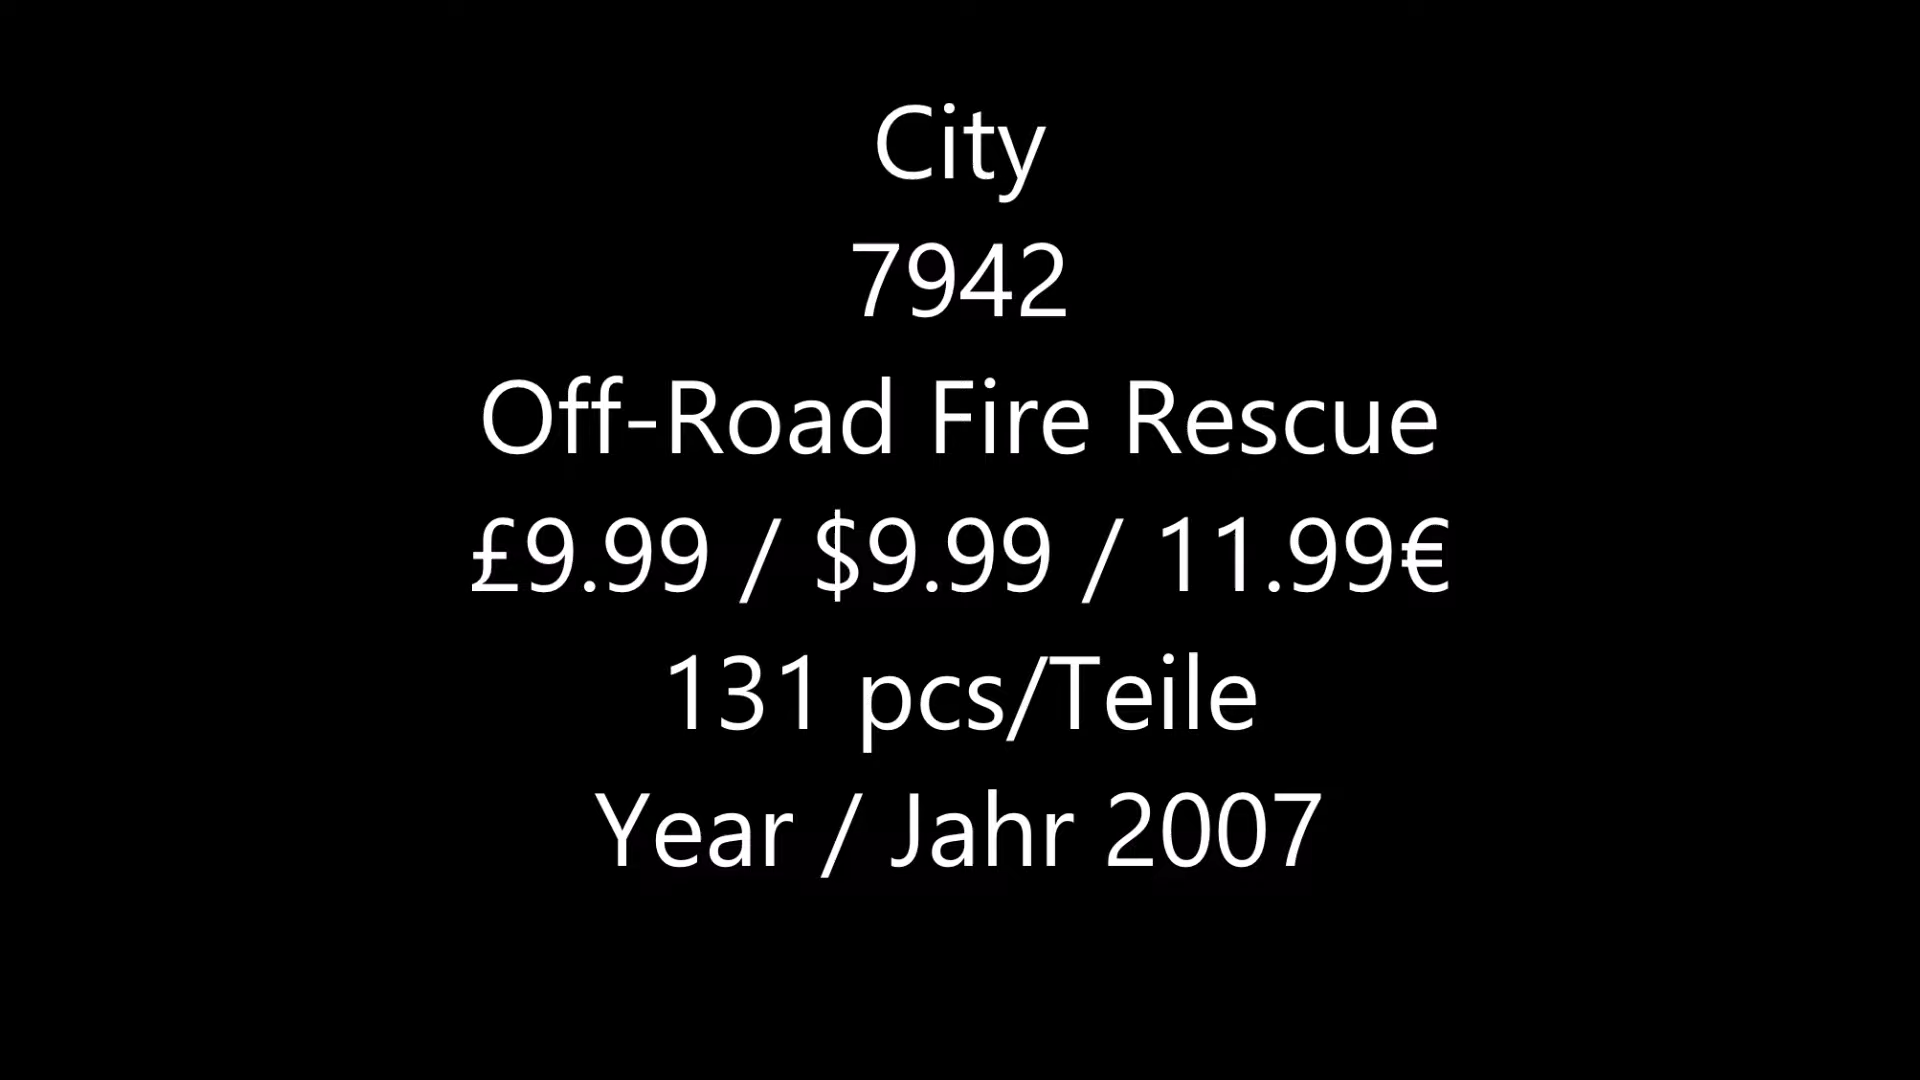 City
7942
Off-Road Fire Rescue
£9.99 / $9.99 / 11.99€
131 pcs/Teile
Year / Jahr 2007